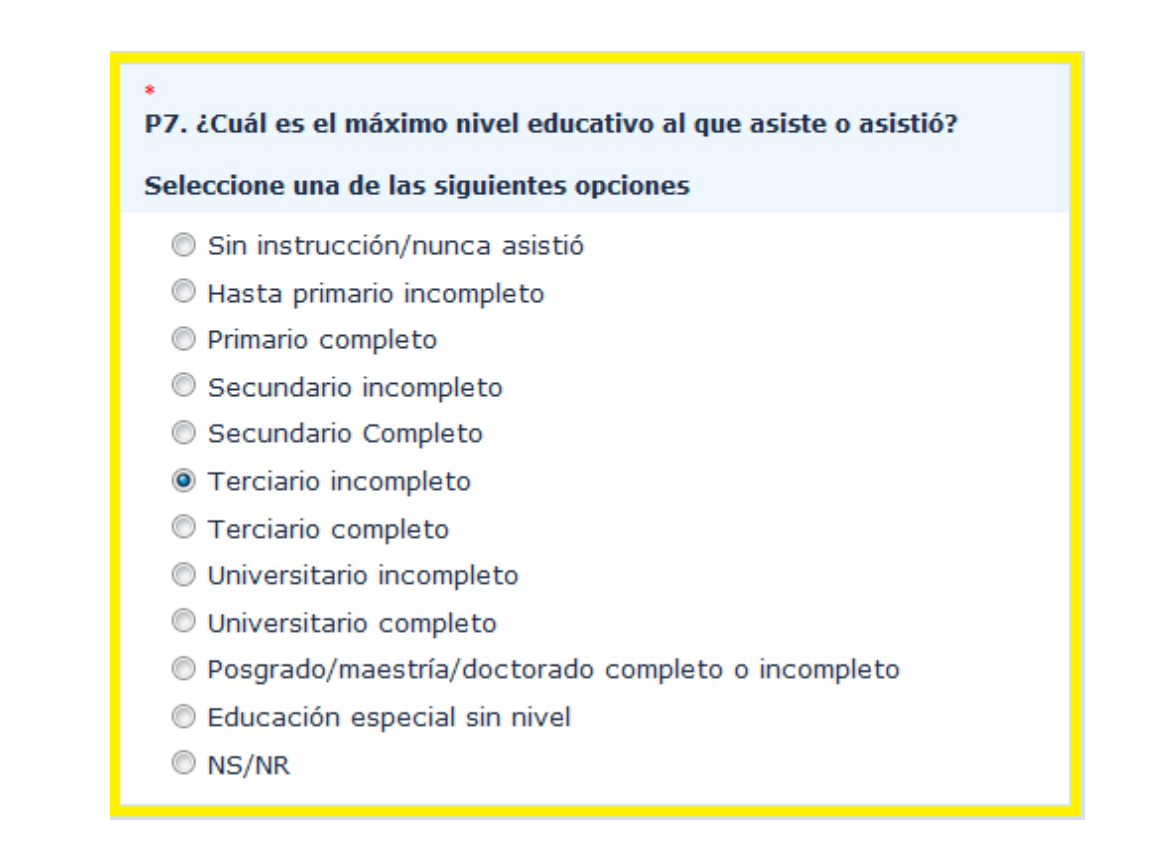 *
P7. ¿Cuál es el máximo nivel educativo al que asiste o asistió?
Seleccione una de las siguientes opciones
Sin instrucción/nunca asistió
Hasta primario incompleto
Primario completo
Secundario incompleto
Secundario Completo
Terciario incompleto
Terciario completo
Universitario incompleto
Universitario completo
Posgrado/maestría/doctorado completo o incompleto
Educación especial sin nivel
NS/NR